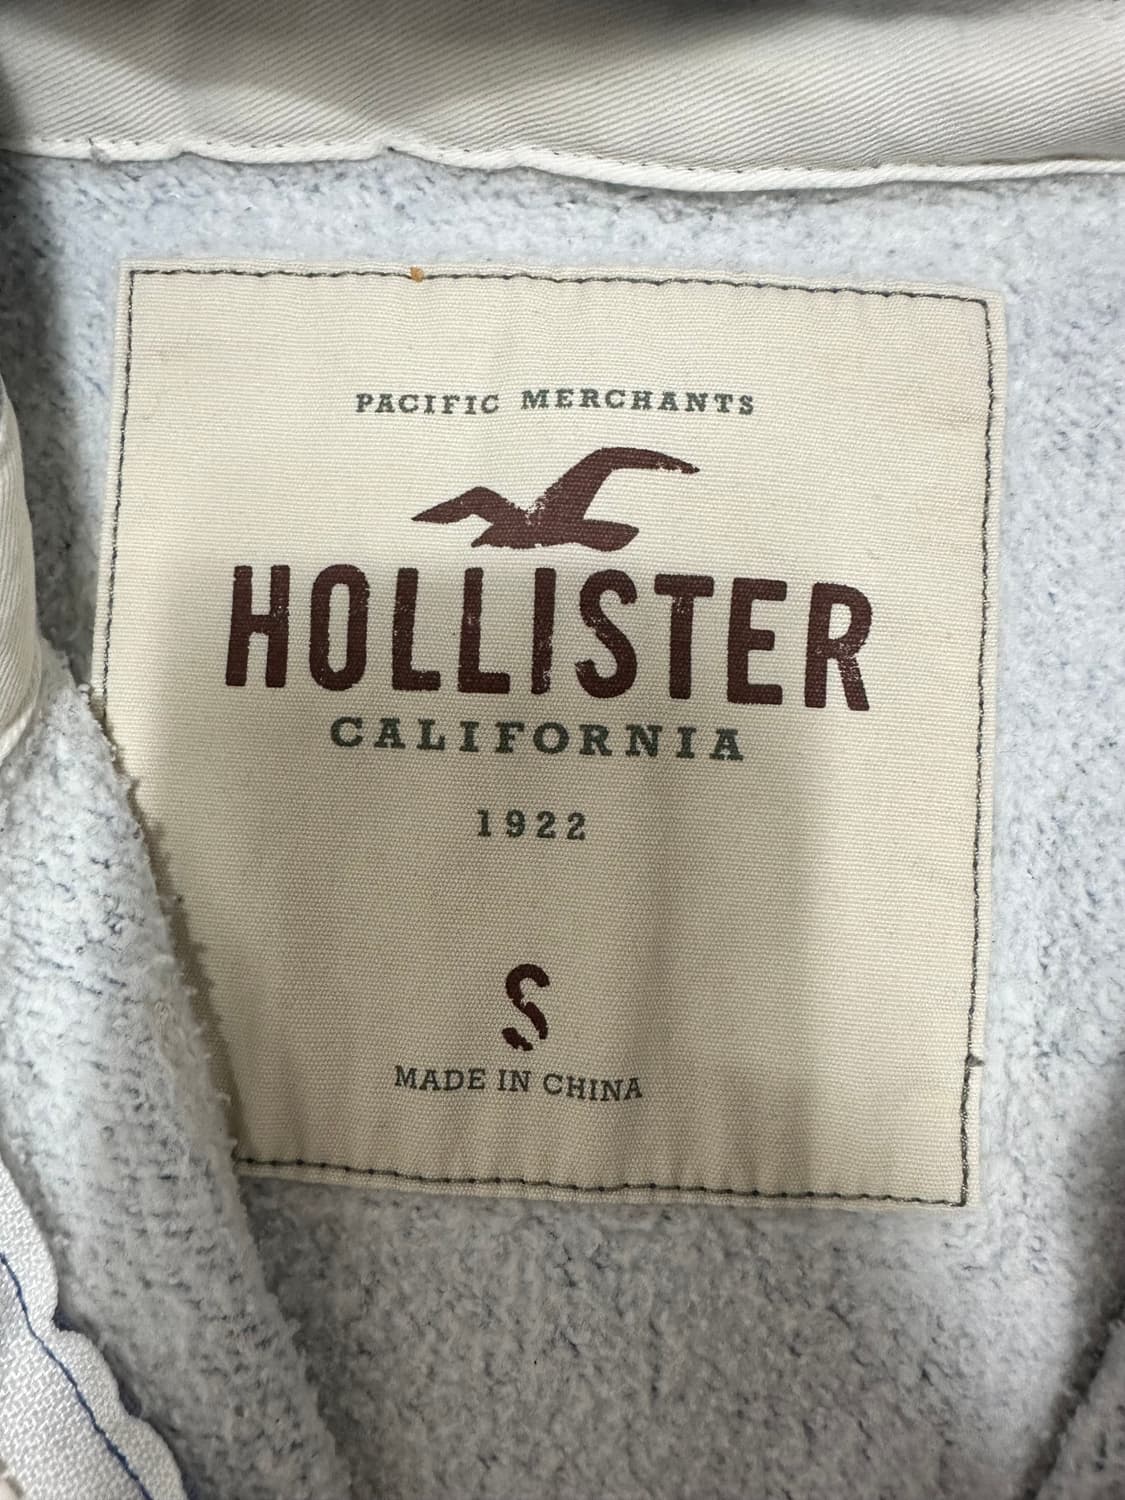 PACIFIC MERCHANTS
HOLLISTER
CALIFORNIA
1922
S
MADE IN CHINA